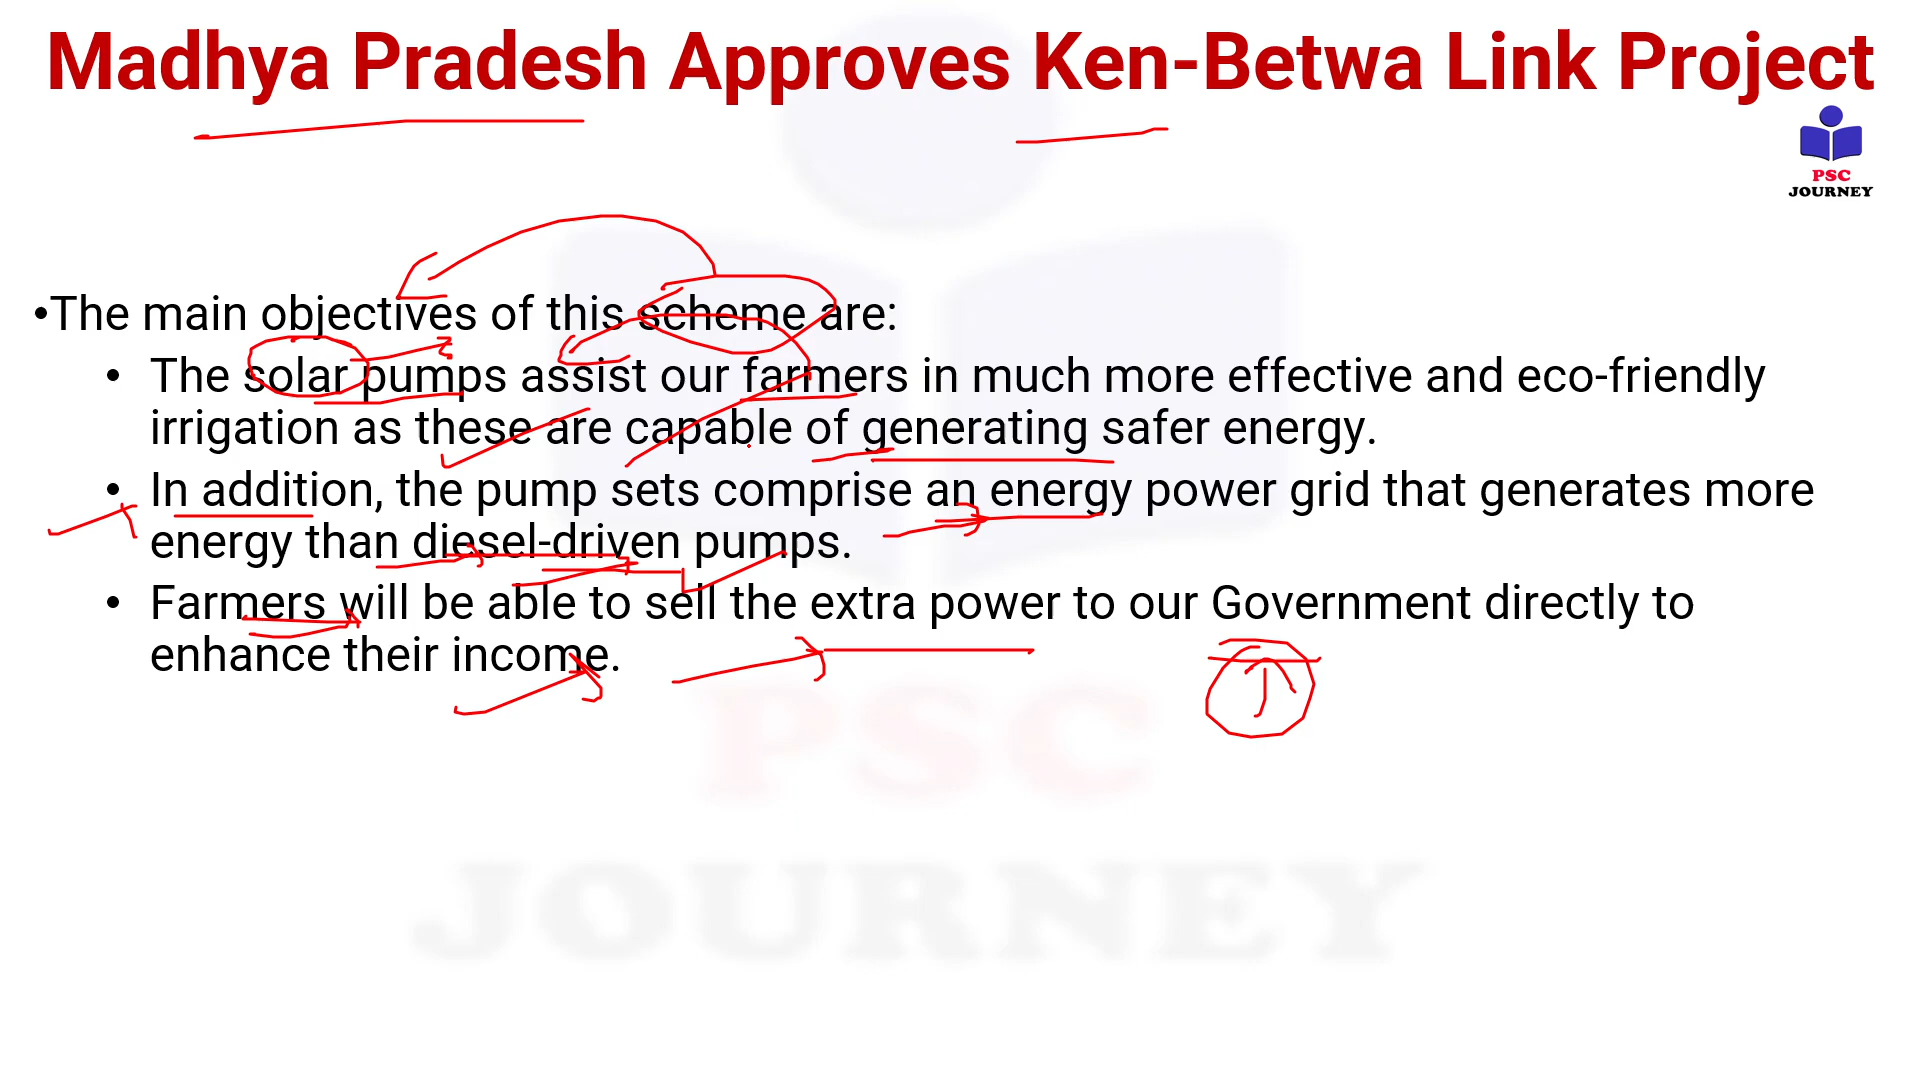 Madhya Pradesh Approves Ken-Betwa Link Project
PSC
JOURNEY
•The main objectives of this scheme are:
• The solar pumps assist our farmers in much more effective and eco-friendly
irrigation as these are capable of generating safer energy.
• In addition, the pump sets comprise an energy power grid that generates more
energy than diesel-driven pumps.
• Farmers will be able to sell the extra power to our Government directly to
enhance their income.
PSC
JOURNEY